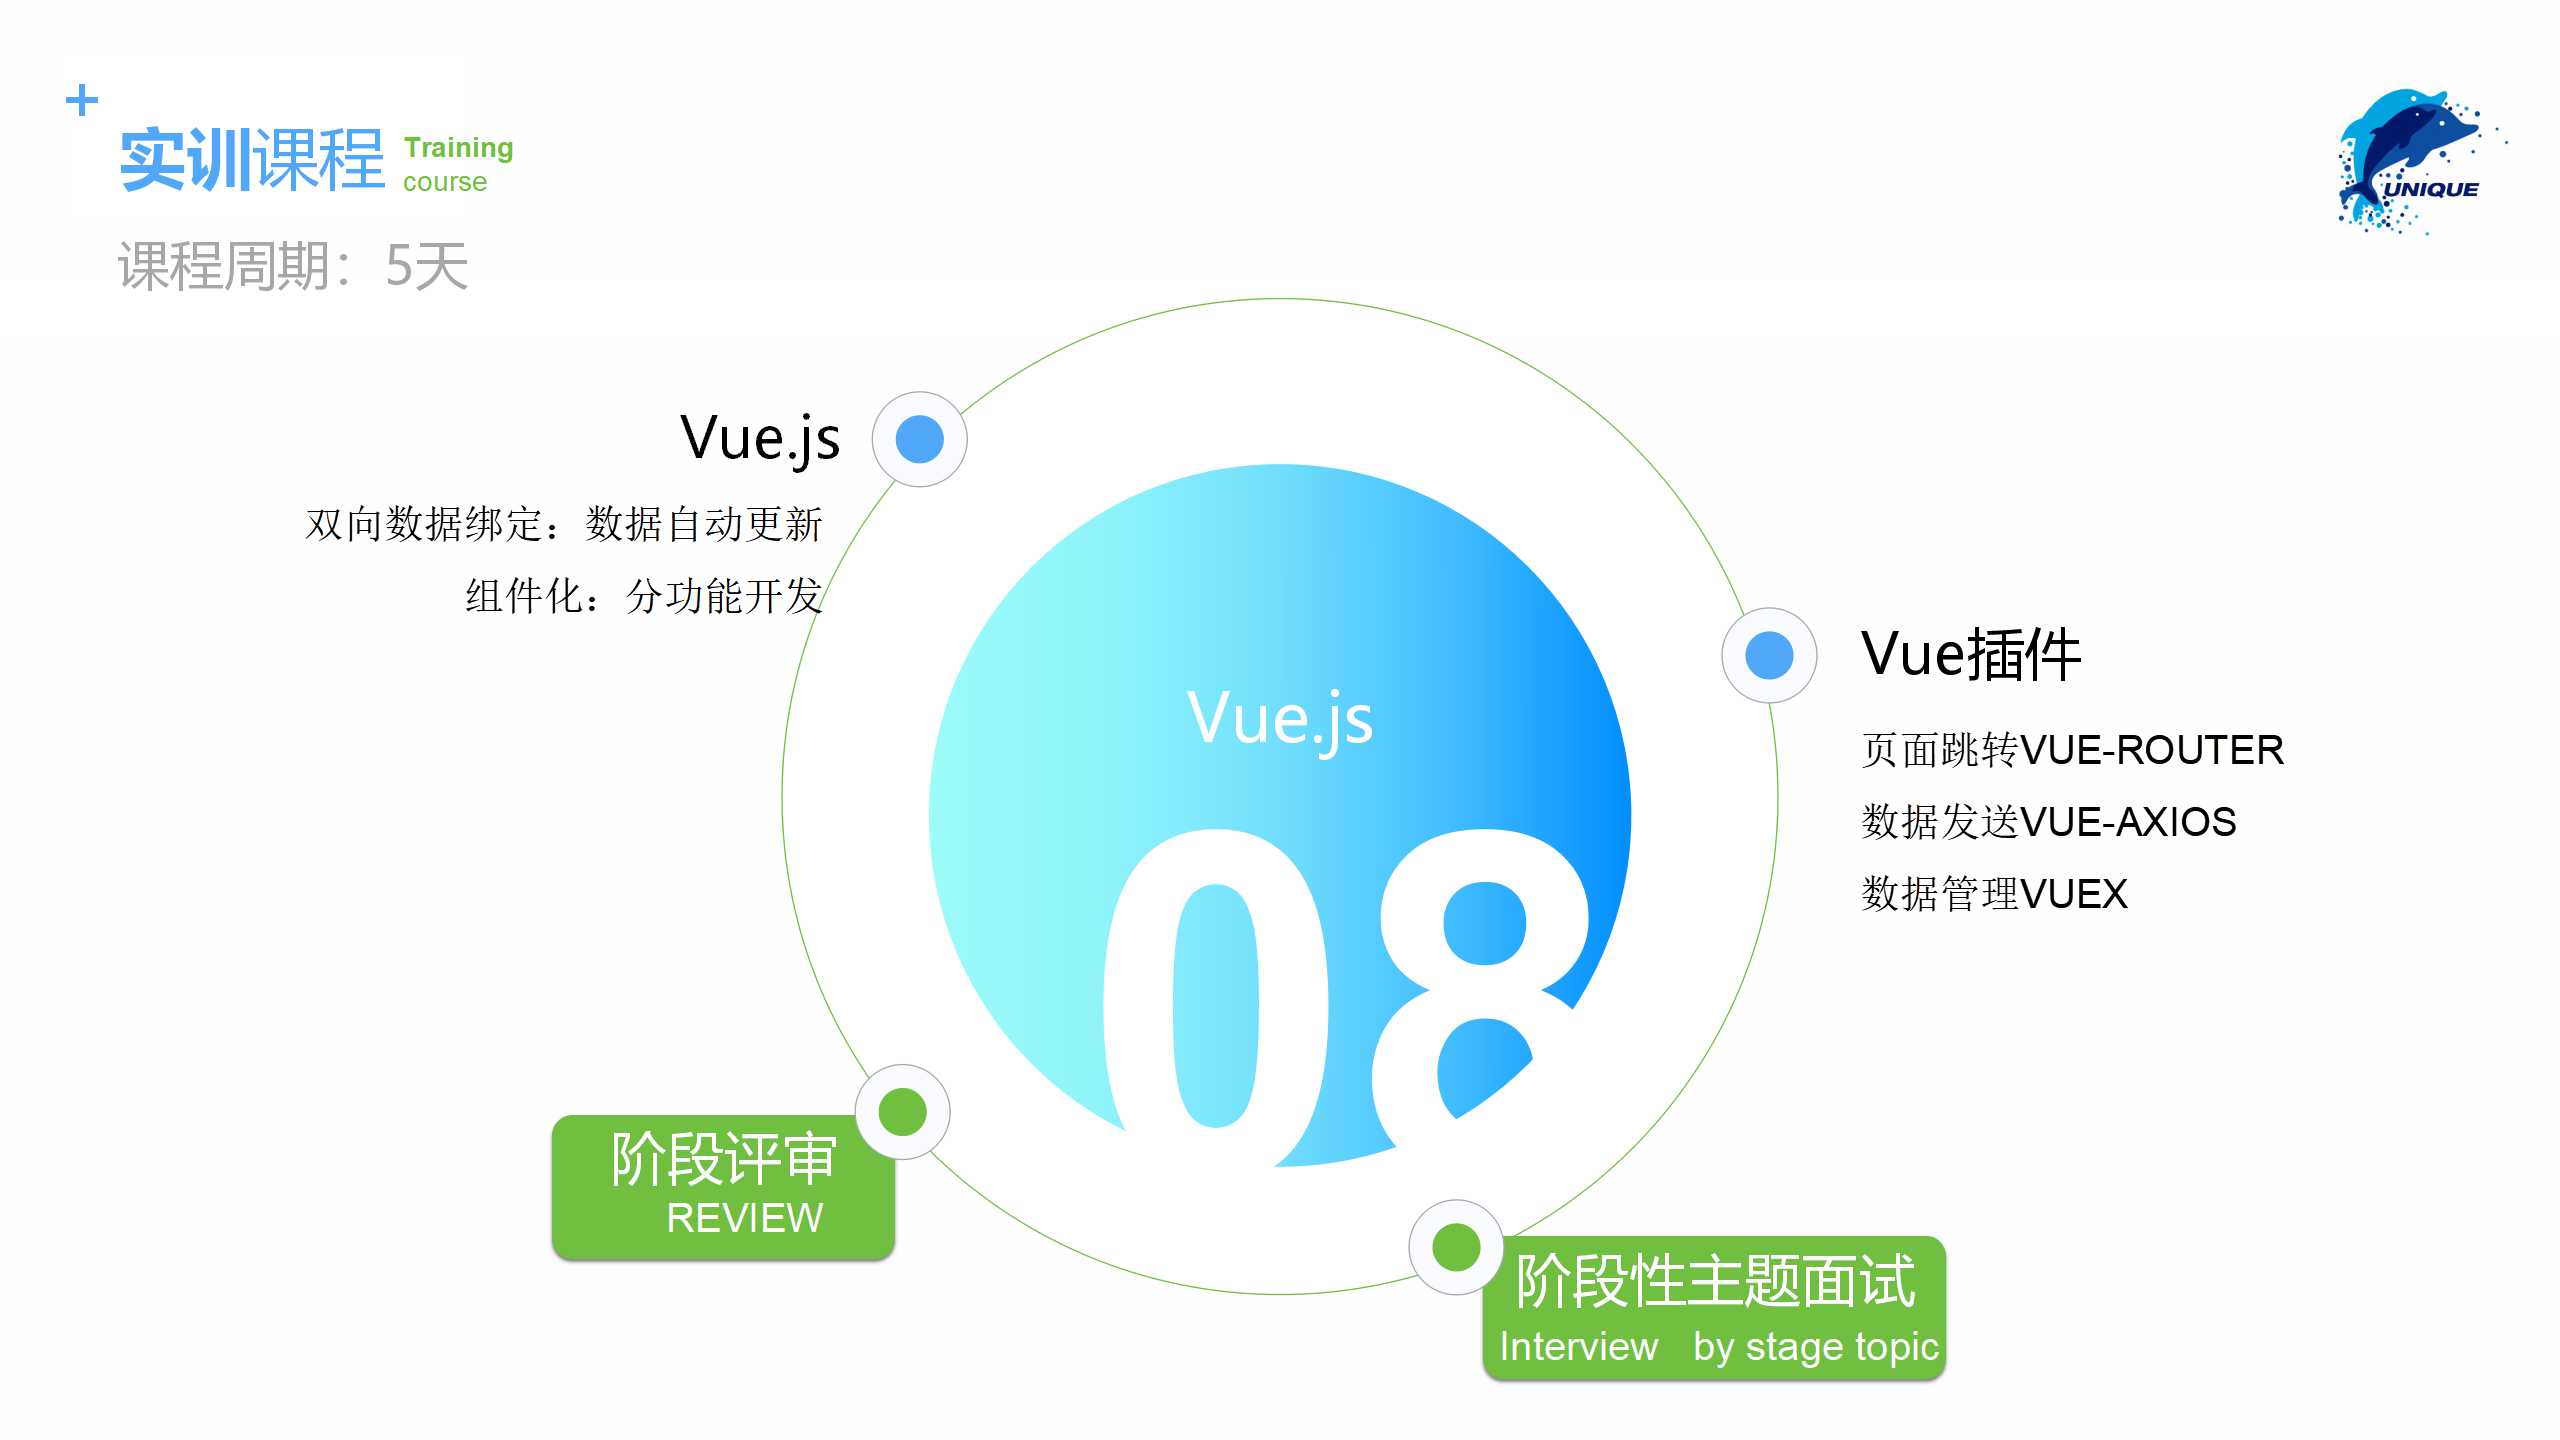 实训课程
Training
course
UNIQUE
课程周期：5天
Vue.js
双向数据绑定：数据自动更新
组件化：分功能开发
Vue.js
08
Vue插件
页面跳转VUE-ROUTER
数据发送VUE-AXIOS
数据管理VUEX
阶段评审
REVIEW
阶段性主题面试
Interview by stage topic